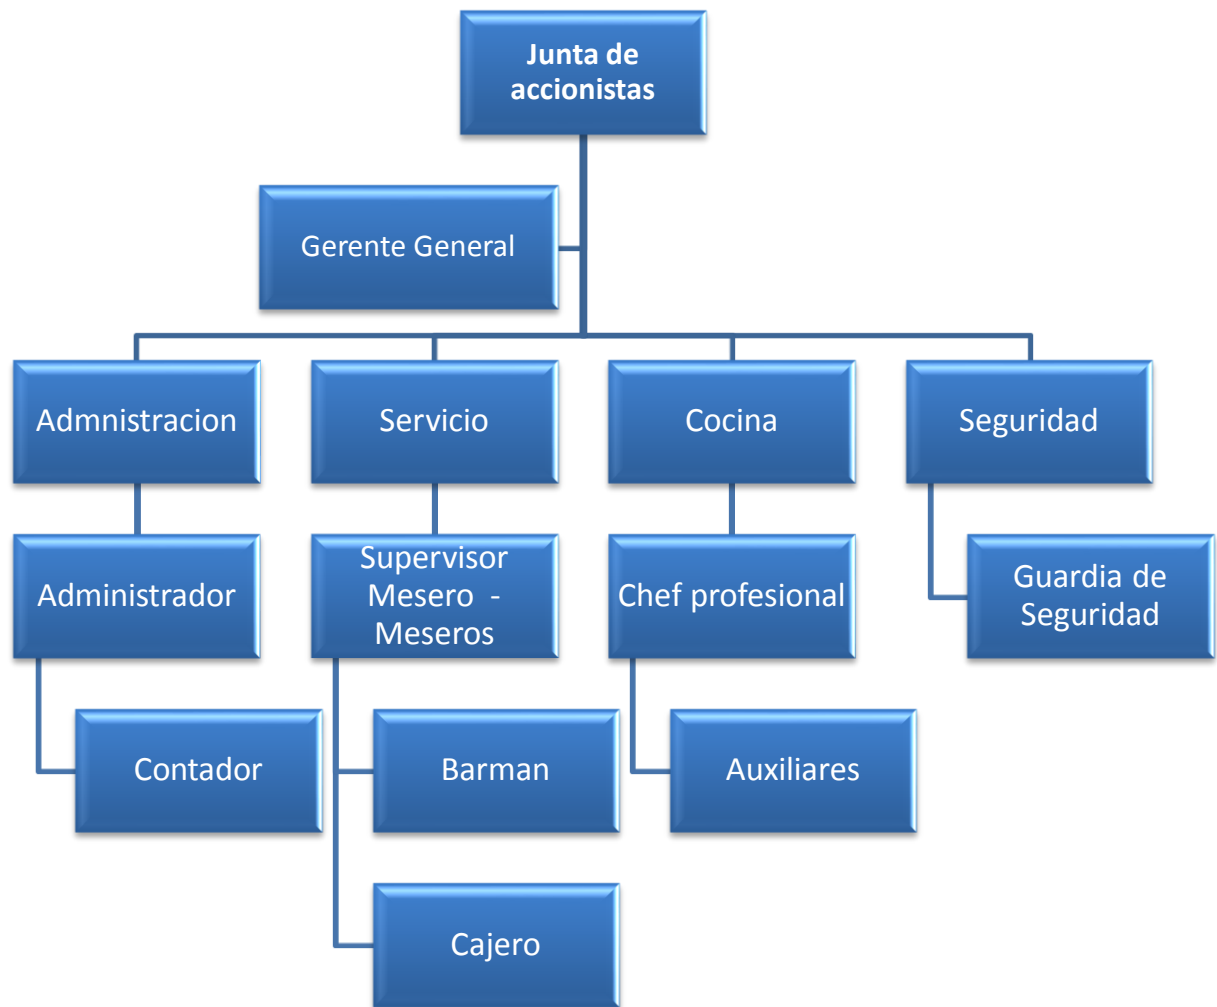 Junta de
accionistas
Gerente General
Admnistracion
Servicio
Cocina
Seguridad
Administrador
Supervisor
Mesero -
Meseros
Chef profesional
Guardia de
Seguridad
Contador
Barman
Auxiliares
Cajero